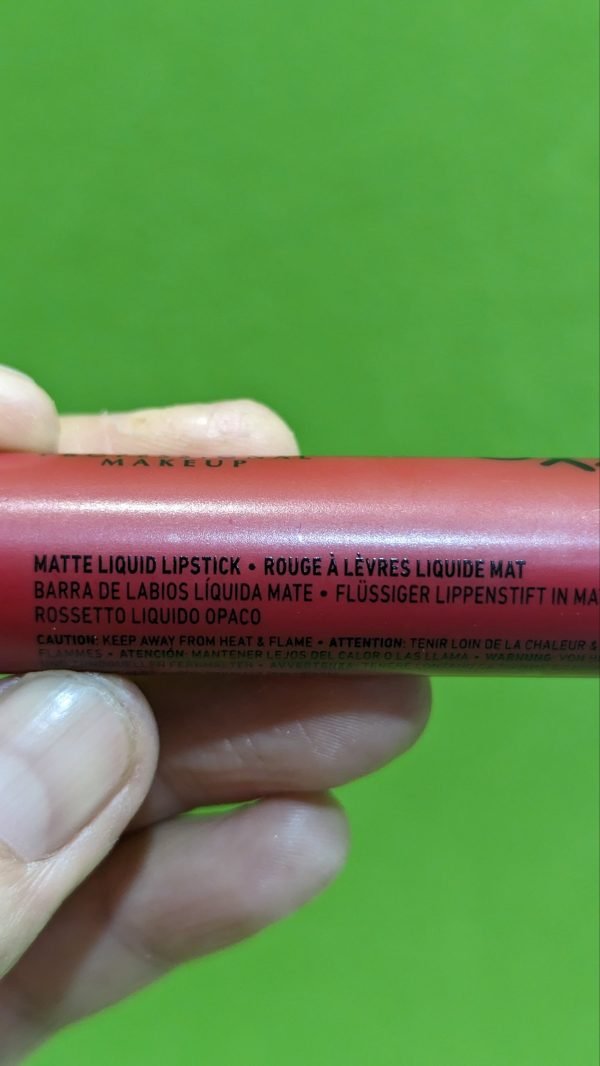 MAKEUP
MATTE LIQUID LIPSTICK • ROUGE À LÈVRES LIQUIDE MAT
BARRA DE LABIOS LÍQUIDA MATE • FLÜSSIGER LIPPENSTIFT IN MA
ROSSETTO LIQUIDO OPACO
CAUTION: KEEP AWAY FROM HEAT & FLAME • ATTENTION: TENIR LOIN DE LA CHALEUR &
FLAMMES • ATENCIÓN: MANTENER LEJOS DEL CALOR O LAS LLAMA • WARNUNG: VON H